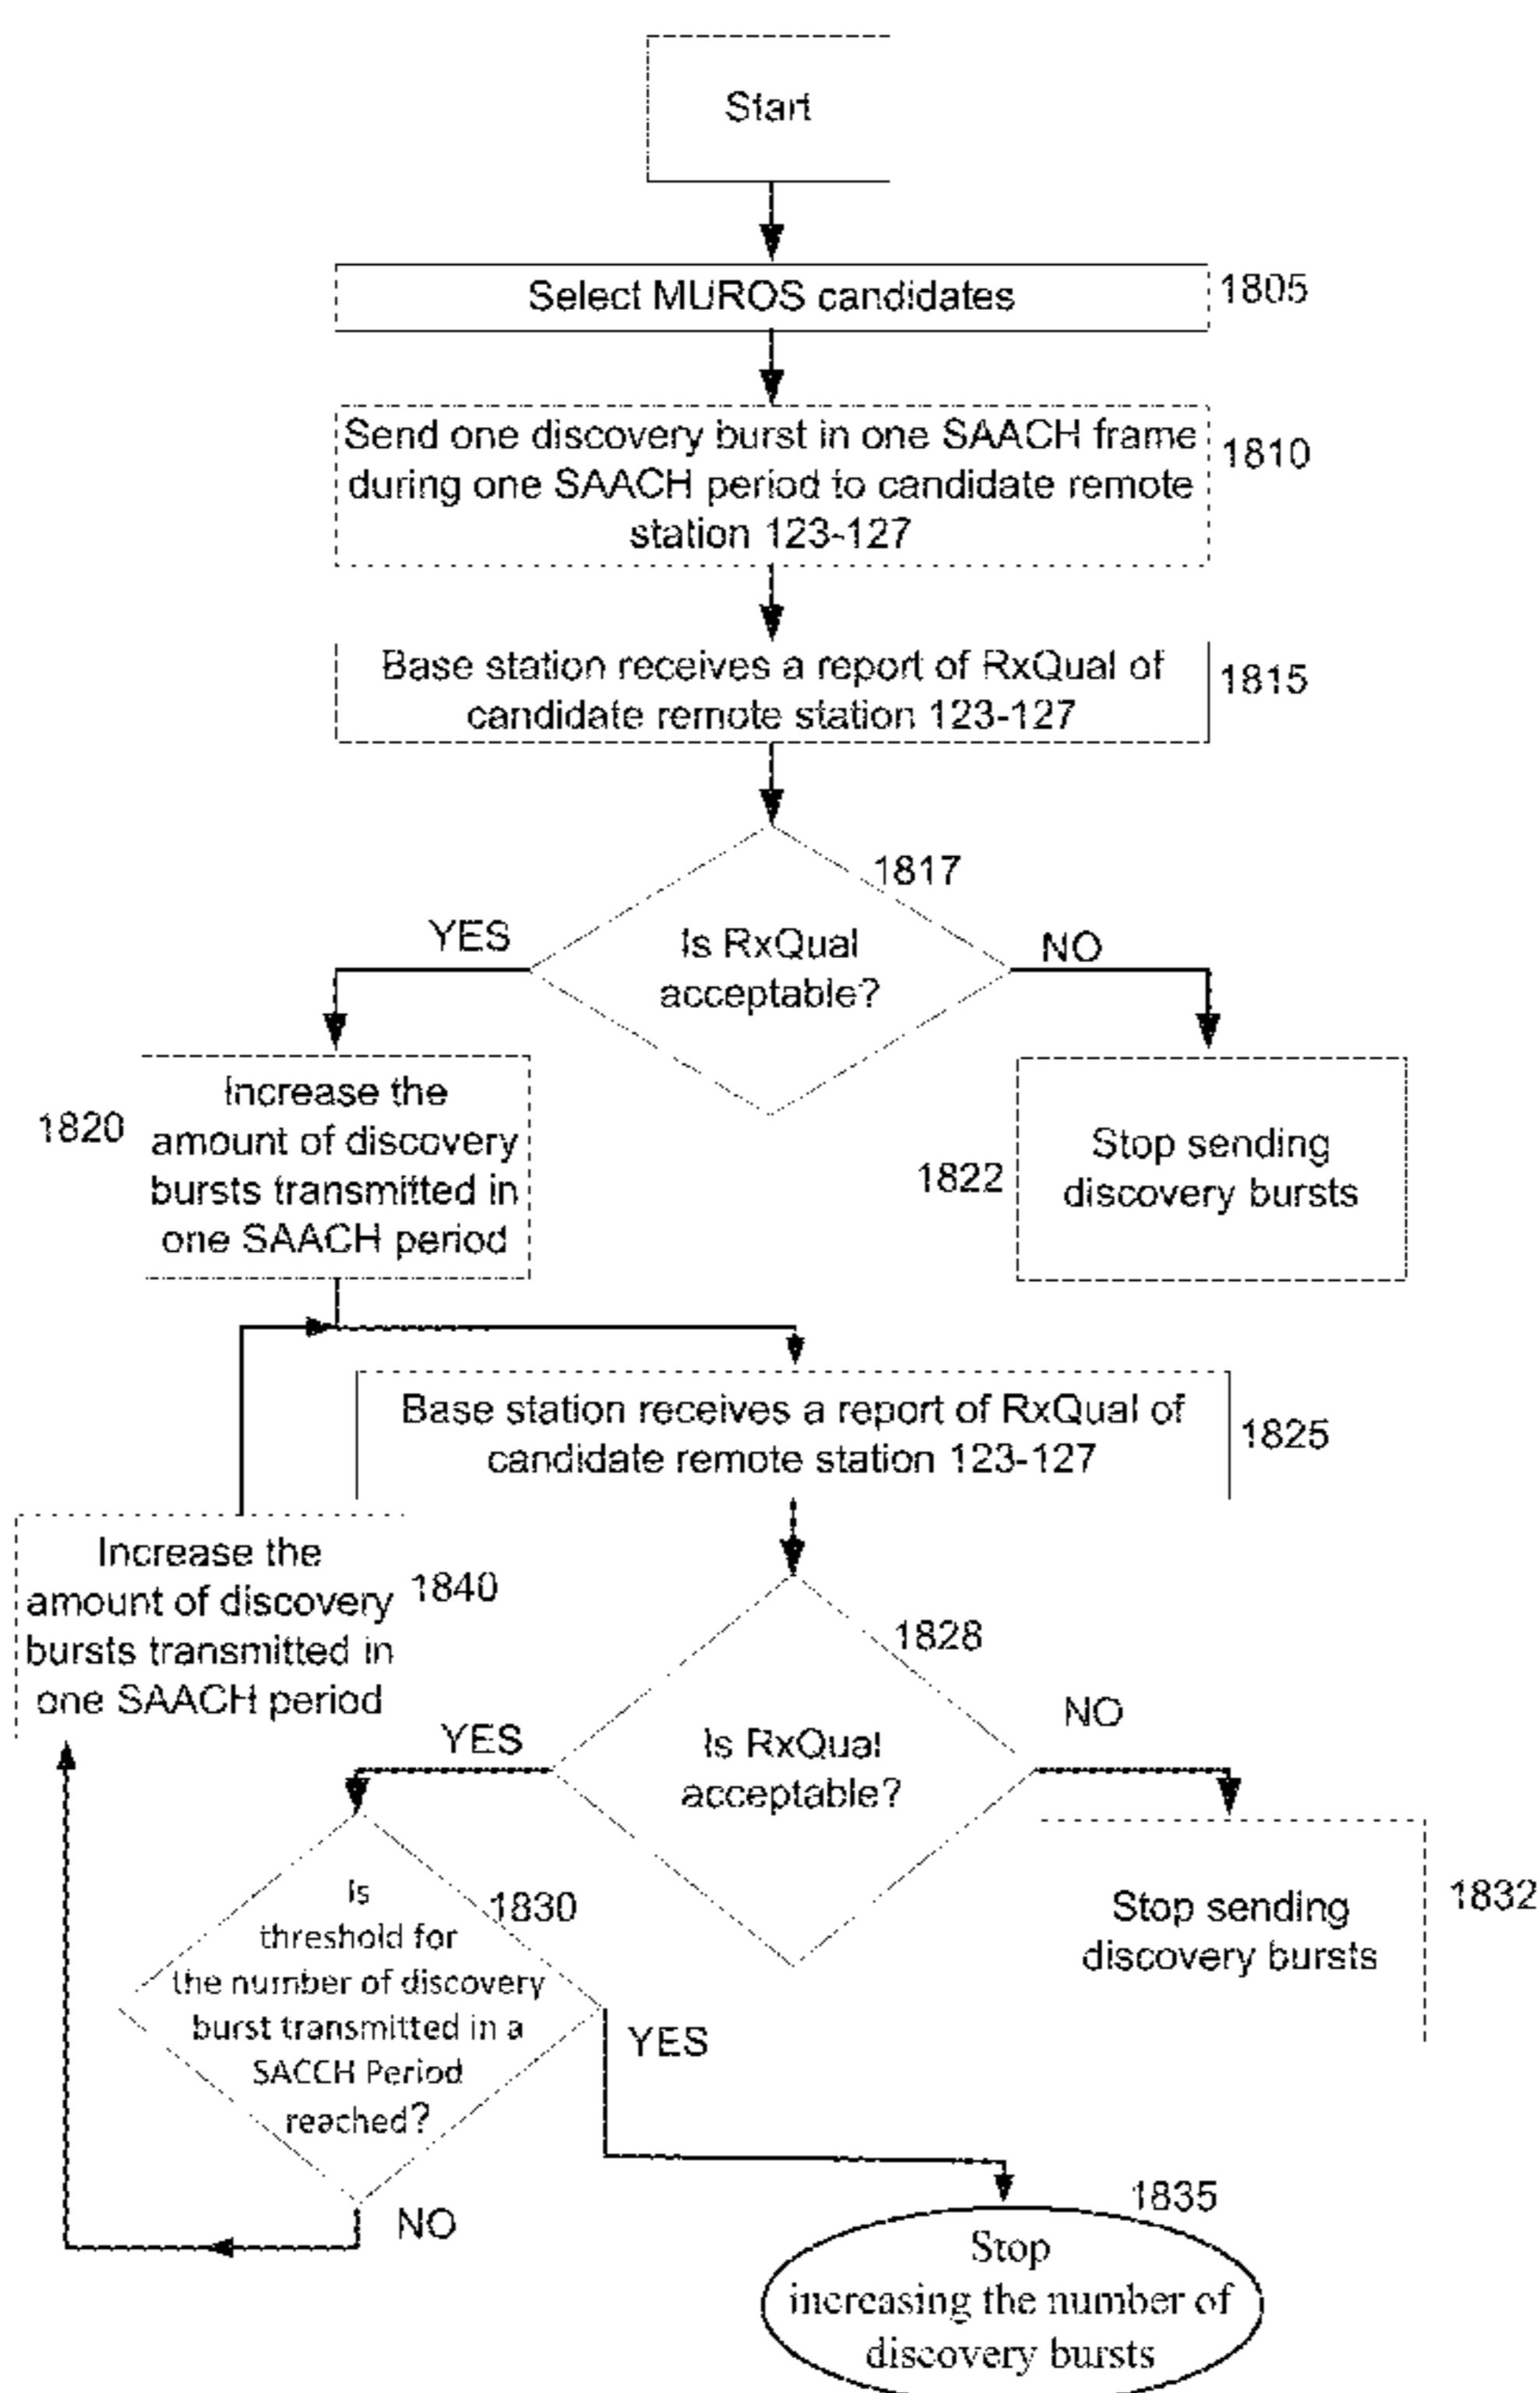 Start
Select MUROS candidates
1805
Send one discovery burst in one SAACH frame
during one SAACH period to candidate remote
station 123-127
1810
Base station receives a report of RxQual of
candidate remote station 123-127
1815
1817
Is RxQual
acceptable?
YES
NO
Increase the
amount of discovery
bursts transmitted in
one SAACH period
1820
Stop sending
discovery bursts
1822
Base station receives a report of RxQual of
candidate remote station 123-127
1825
Increase the
amount of discovery
bursts transmitted in
one SAACH period
1840
1828
Is RxQual
acceptable?
YES
NO
Is
threshold for
the number of discovery
burst transmitted in a
SACCH Period
reached?
1830
Stop sending
discovery bursts
1832
YES
NO
1835
Stop
increasing the number of
discovery bursts